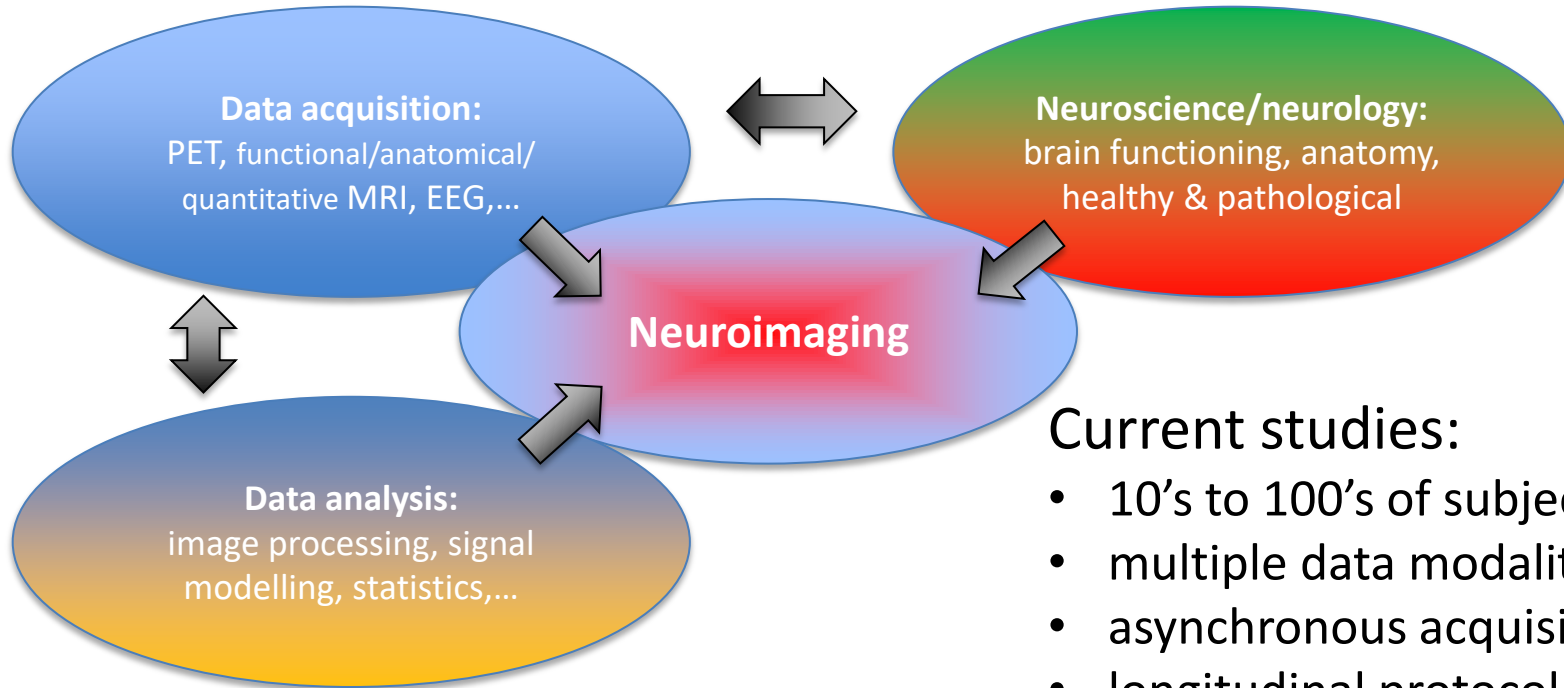 Data acquisition:
PET, functional/anatomical/
quantitative MRI, EEG,...
Neuroscience/neurology:
brain functioning, anatomy,
healthy & pathological
Neuroimaging
Data analysis:
image processing, signal
modelling, statistics,...
Current studies:
• 10’s to 100’s of
• multiple data
• asynchronous
• longitudinal